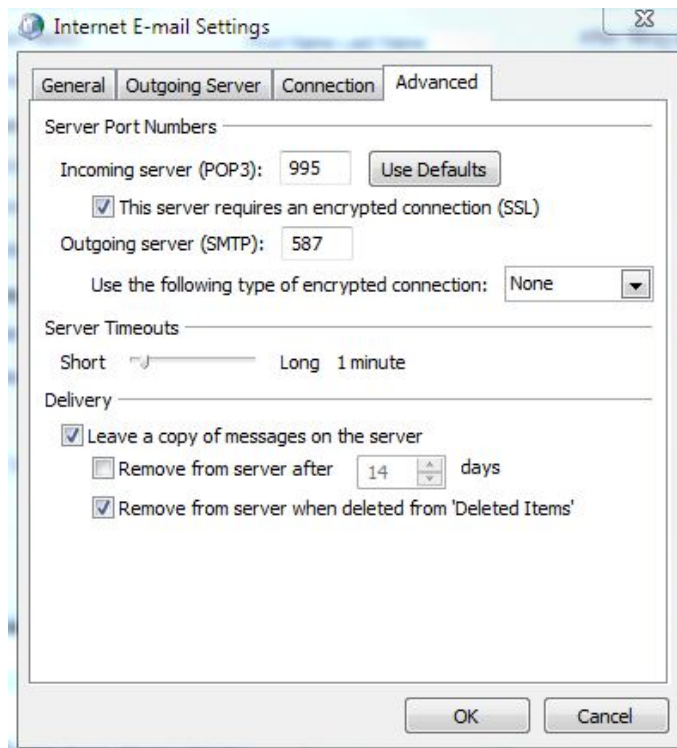 Internet E-mail Settings
General Outgoing Server Connection Advanced
Server Port Numbers
Incoming server (POP3): 995 Use Defaults
This server requires an encrypted connection (SSL)
Outgoing server (SMTP): 587
Use the following type of encrypted connection: None
Server Timeouts
Short Long 1 minute
Delivery
Leave a copy of messages on the server
Remove from server after 14 days
Remove from server when deleted from 'Deleted Items'
OK Cancel